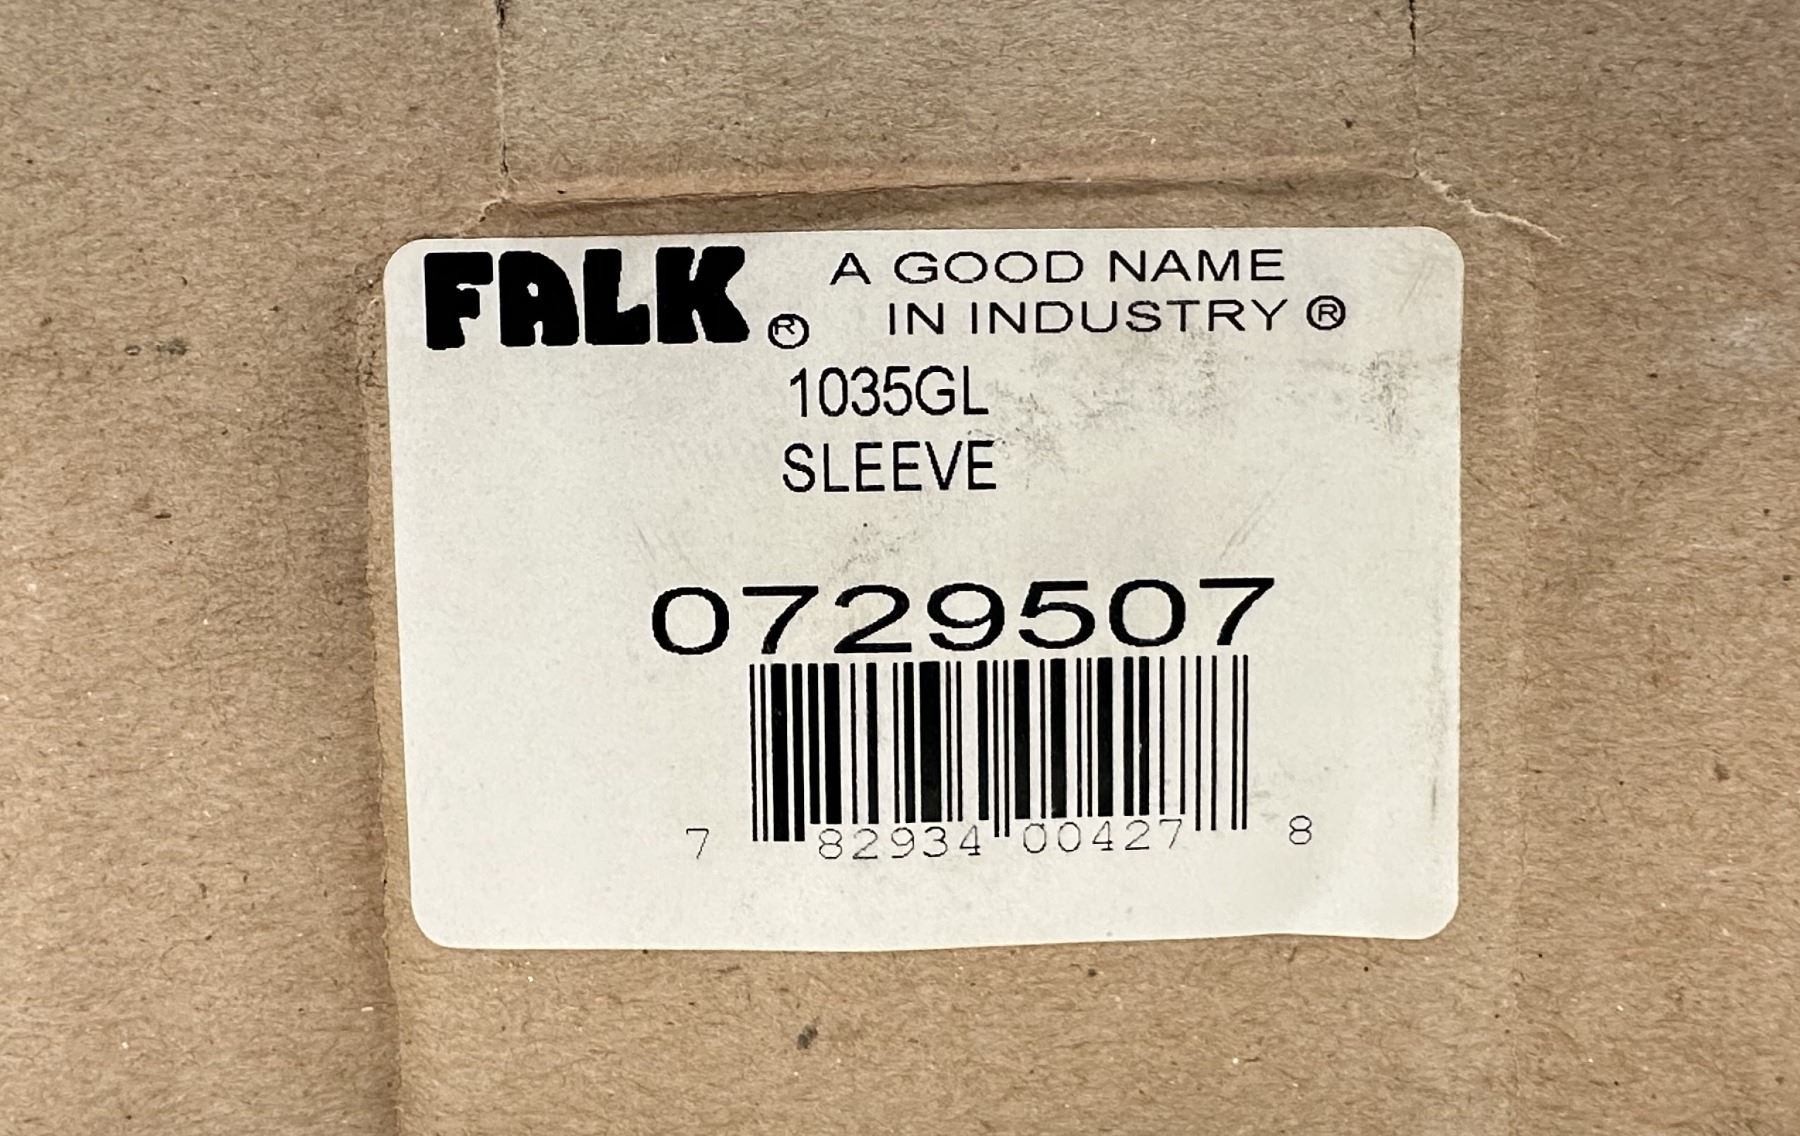 FALK® A GOOD NAME
IN INDUSTRY ®
1035GL
SLEEVE
0729507
7 82934 00427 8